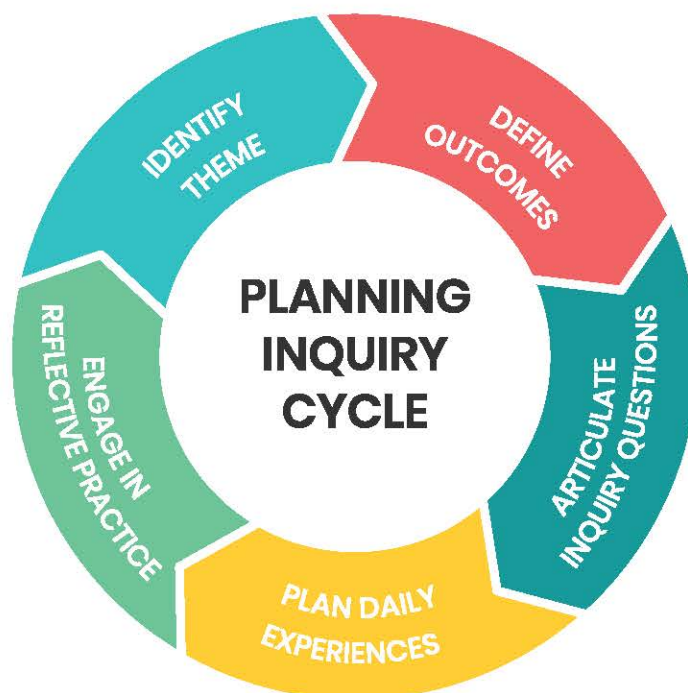 PLANNING
INQUIRY
CYCLE
IDENTIFY
THEME
DEFINE
OUTCOMES
ARTICULATE
INQUIRY QUESTIONS
PLAN DAILY
EXPERIENCES
ENGAGE IN
REFLECTIVE PRACTICE